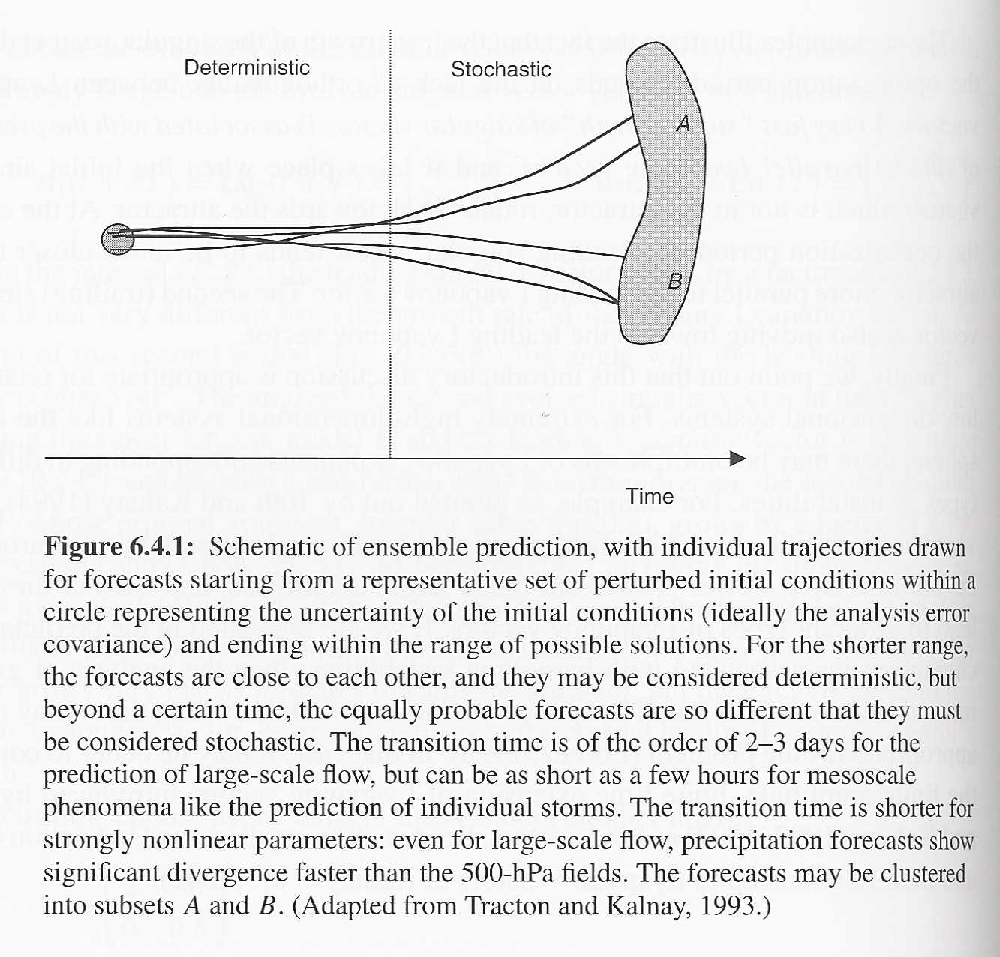 Deterministic
Stochastic
A
B
Time
Figure 6.4.1: Schematic of ensemble prediction, with individual trajectories drawn
for forecasts starting from a representative set of perturbed initial conditions within a
circle representing the uncertainty of the initial conditions (ideally the analysis error
covariance) and ending within the range of possible solutions. For the shorter range,
the forecasts are close to each other, and they may be considered deterministic, but
beyond a certain time, the equally probable forecasts are so different that they must
be considered stochastic. The transition time is of the order of 2–3 days for the
prediction of large-scale flow, but can be as short as a few hours for mesoscale
phenomena like the prediction of individual storms. The transition time is shorter for
strongly nonlinear parameters: even for large-scale flow, precipitation forecasts show
significant divergence faster than the 500-hPa fields. The forecasts may be clustered
into subsets A and B. (Adapted from Tracton and Kalnay, 1993.)